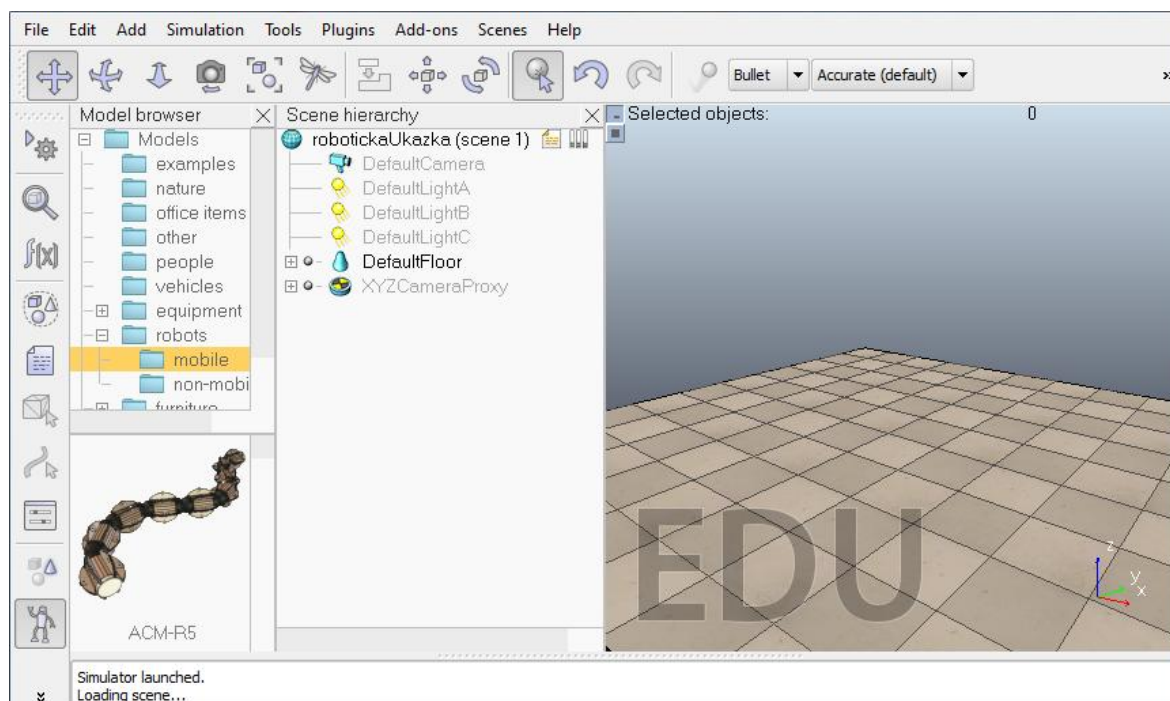 File Edit Add Simulation Tools Plugins Add-ons Scenes Help
Bullet Accurate (default) »
Model browser
Models
examples
nature
office items
other
people
vehicles
equipment
robots
mobile
non-mobi
furniture
ACM-R5
Scene hierarchy
robotickaUkazka (scene 1)
DefaultCamera
DefaultLightA
DefaultLightB
DefaultLightC
DefaultFloor
XYZCameraProxy
Selected objects: 0
EDU
z
y
x
f(x)
Simulator launched.
Loading scene...